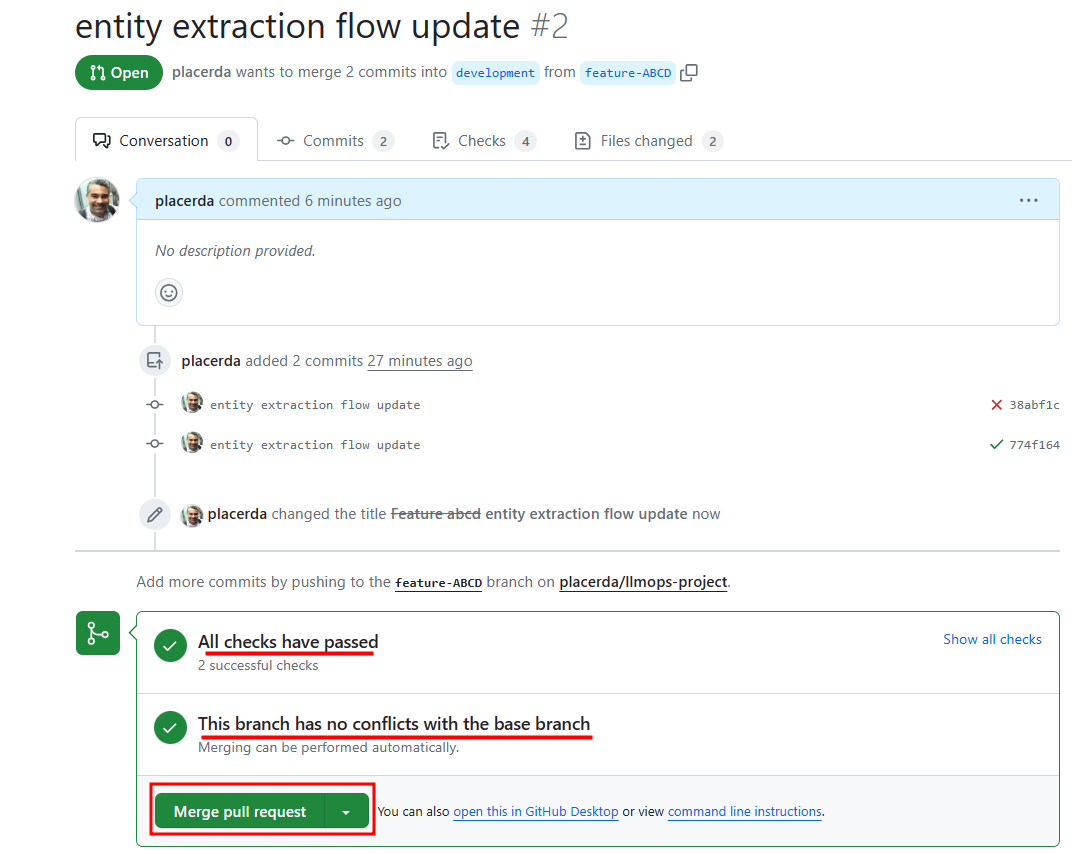 entity extraction flow update #2
Open placerda wants to merge 2 commits into development from feature-ABCD
Conversation 0 Commits 2 Checks 4 Files changed 2
placerda commented 6 minutes ago
No description provided.
placerda added 2 commits 27 minutes ago
entity extraction flow update 38abf1c
entity extraction flow update 774f164
placerda changed the title Feature abcd entity extraction flow update now
Add more commits by pushing to the feature-ABCD branch on placerda/llmops-project.
All checks have passed Show all checks
2 successful checks
This branch has no conflicts with the base branch
Merging can be performed automatically.
Merge pull request You can also open this in GitHub Desktop or view command line instructions.